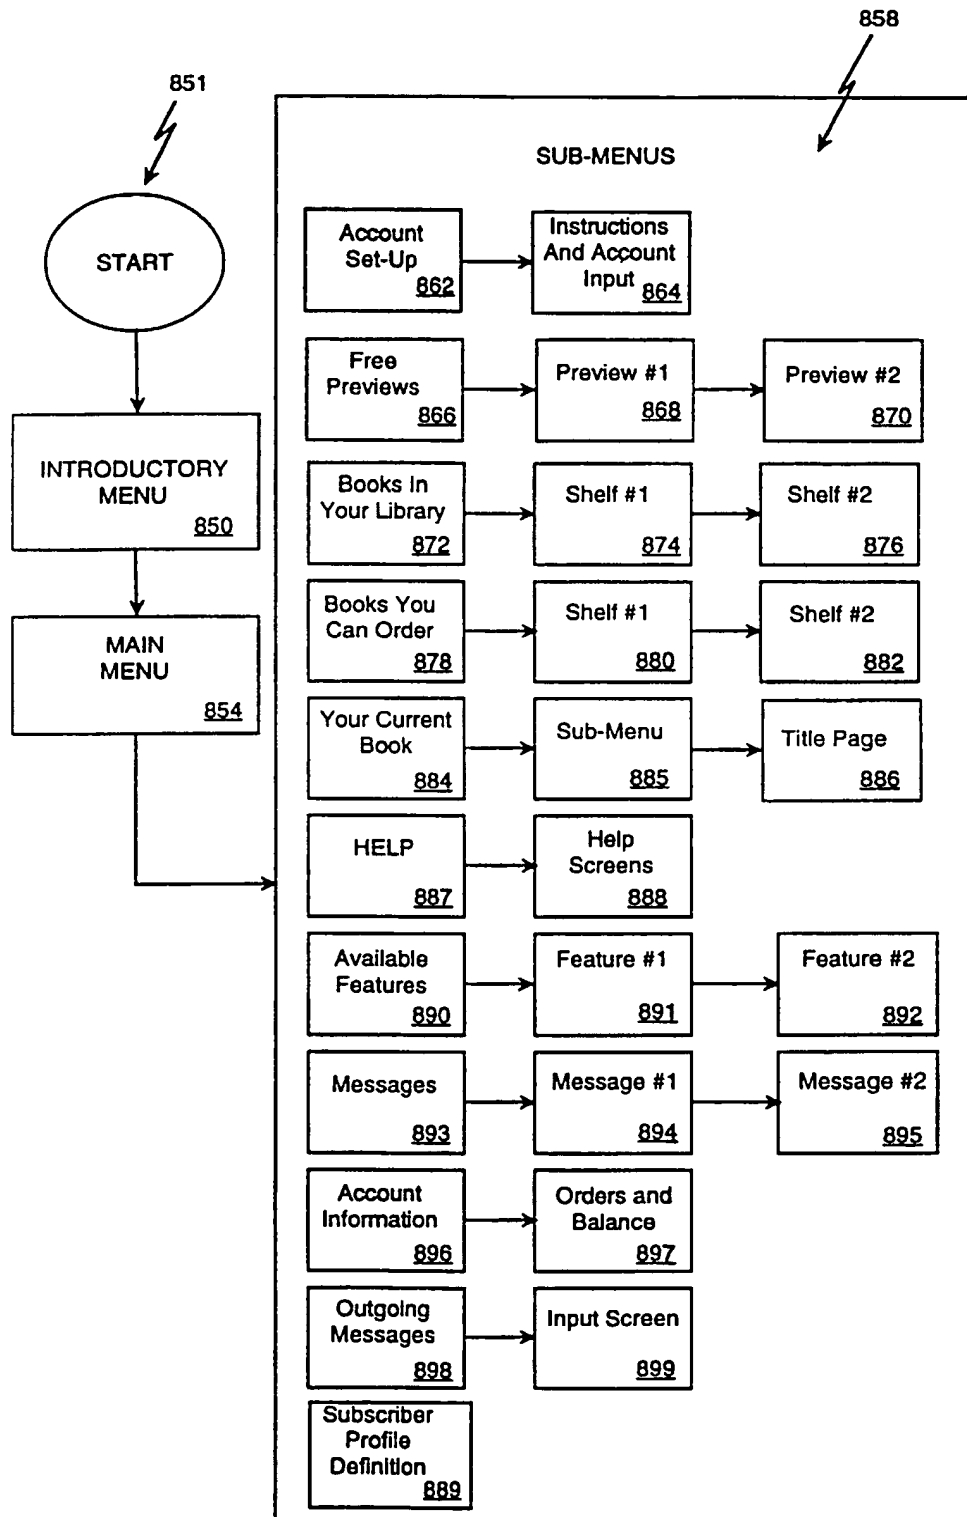 858
851
SUB-MENUS
START
INTRODUCTORY
MENU
850
MAIN
MENU
854
Account
Set-Up
862
Instructions
And Account
Input
864
Free
Previews
866
Preview #1
868
Preview #2
870
Books In
Your Library
872
Shelf #1
874
Shelf #2
876
Books You
Can Order
878
Shelf #1
880
Shelf #2
882
Your Current
Book
884
Sub-Menu
885
Title Page
886
HELP
887
Help
Screens
888
Available
Features
890
Feature #1
891
Feature #2
892
Messages
893
Message #1
894
Message #2
895
Account
Information
896
Orders and
Balance
897
Outgoing
Messages
898
Input Screen
899
Subscriber
Profile
Definition
889